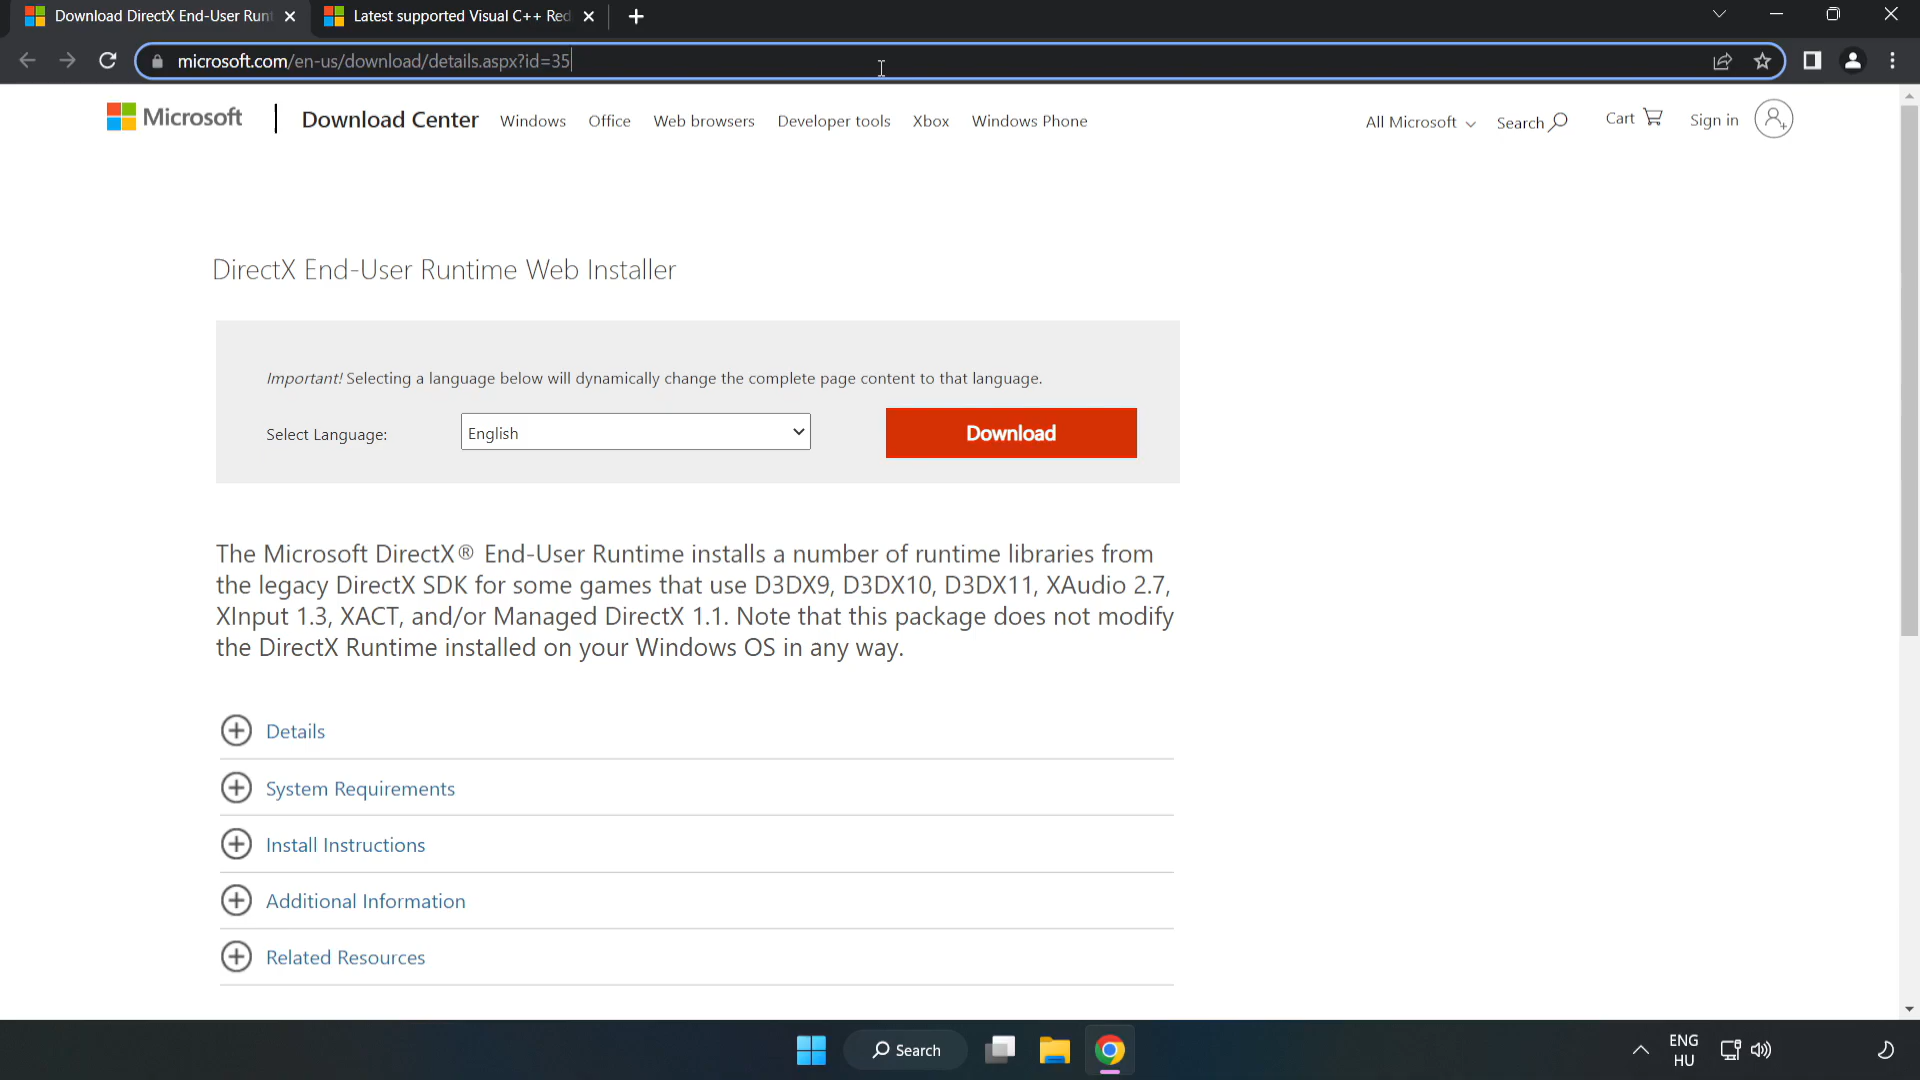 Download DirectX End-User Runt
Latest supported Visual C++ Red
microsoft.com/en-us/download/details.aspx?id=35
Microsoft
Download Center
Windows
Office
Web browsers
Developer tools
Xbox
Windows Phone
All Microsoft
Search
Cart
Sign in
DirectX End-User Runtime Web Installer
Important! Selecting a language below will dynamically change the complete page content to that language.
Select Language:
English
Download
The Microsoft DirectX® End-User Runtime installs a number of runtime libraries from
the legacy DirectX SDK for some games that use D3DX9, D3DX10, D3DX11, XAudio 2.7,
XInput 1.3, XACT, and/or Managed DirectX 1.1. Note that this package does not modify
the DirectX Runtime installed on your Windows OS in any way.
Details
System Requirements
Install Instructions
Additional Information
Related Resources
Search
ENG
HU